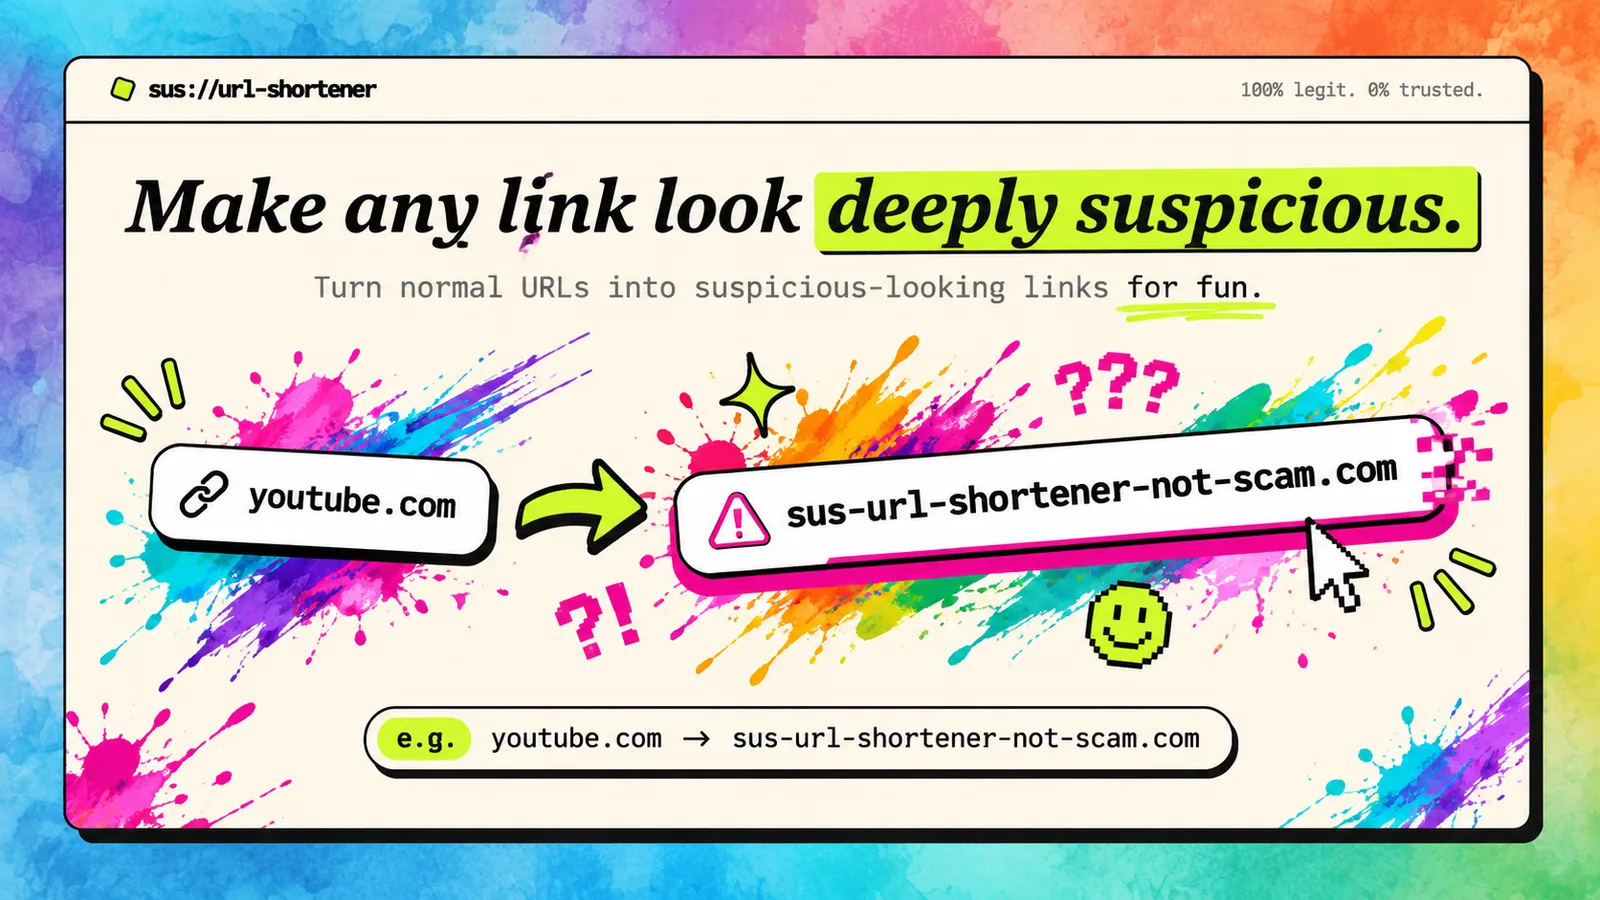 sus://url-shortener
100% legit. 0% trusted.
Make any link look deeply suspicious.
Turn normal URLs into suspicious-looking links for fun.
???
youtube.com
sus-url-shortener-not-scam.com
?!
e.g. youtube.com → sus-url-shortener-not-scam.com